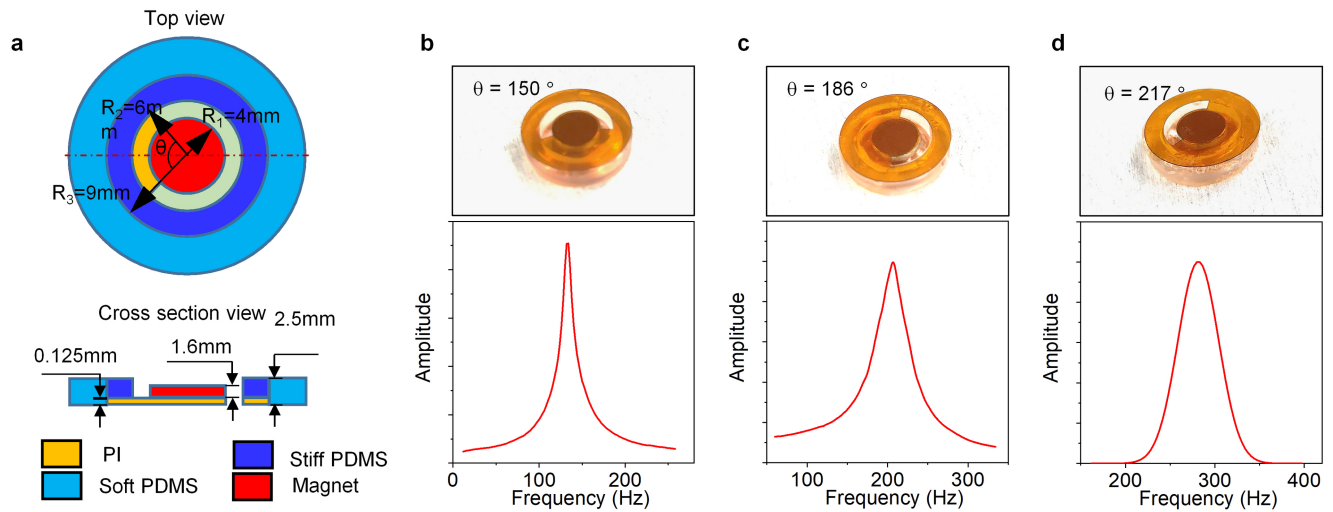 Top view
a
R2=6m
m
R1=4mm
θ
R3=9mm
Cross section view
2.5mm
1.6mm
0.125mm
PI
Stiff PDMS
Soft PDMS
Magnet
b
θ = 150 °
Amplitude
0 100 200
Frequency (Hz)
c
θ = 186 °
Amplitude
100 200 300
Frequency (Hz)
d
θ = 217 °
Amplitude
200 300 400
Frequency (Hz)